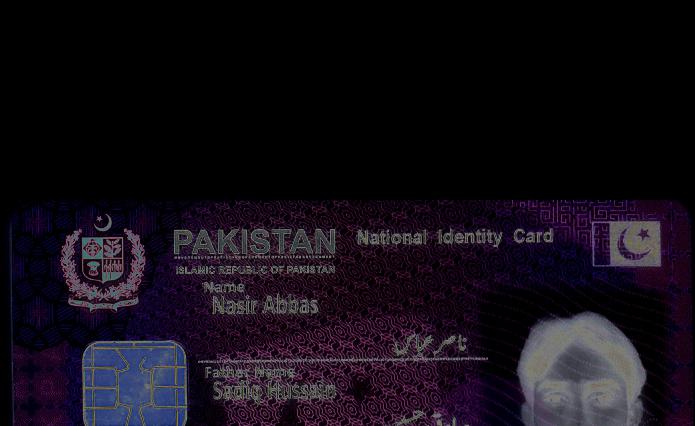 PAKISTAN National Identity Card
ISLAMIC REPUBLIC OF PAKISTAN
Name
Nasir Abbas
ناصر عباس
Father Name
Sadiq Hussain